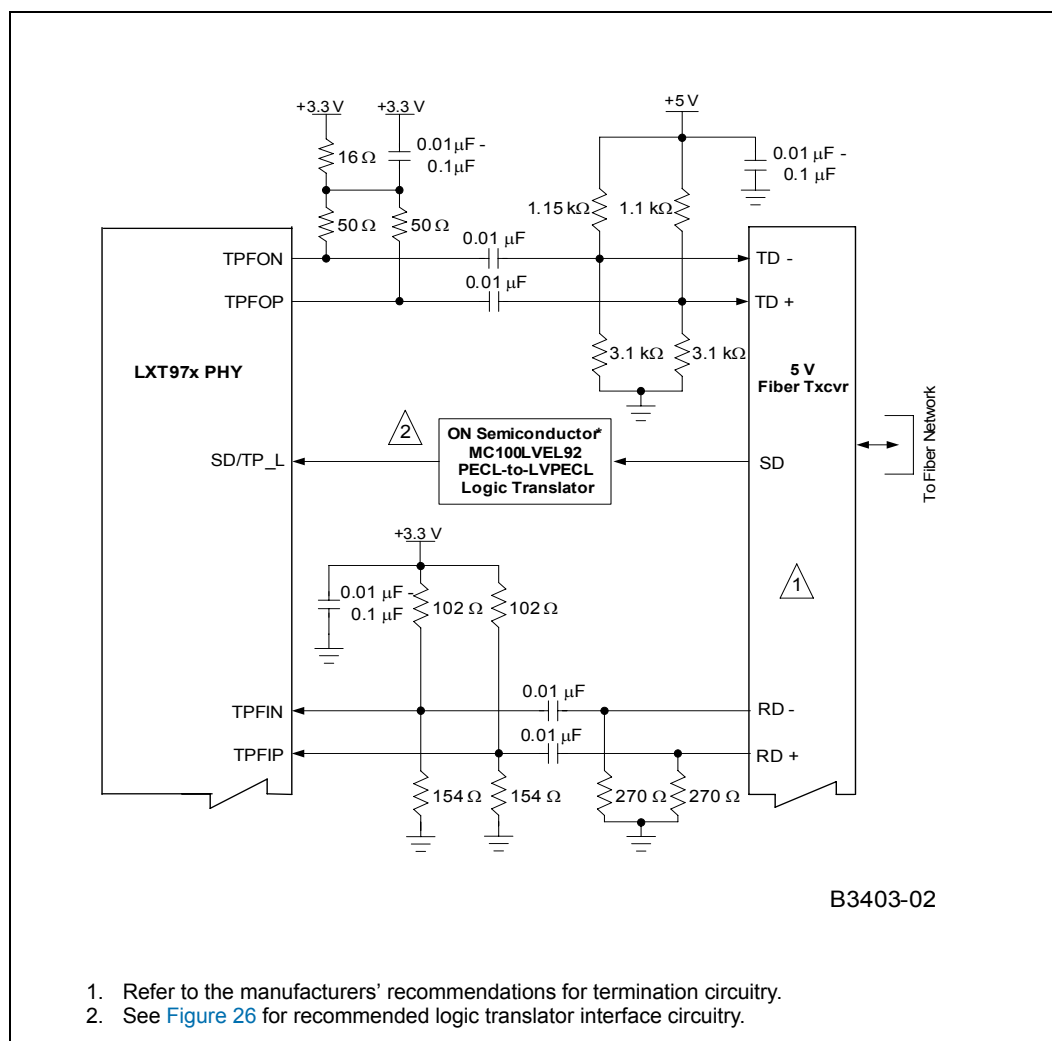 +3.3 V
+3.3 V
+5 V
16 Ω
0.01μF -
0.1μF
0.01 μF -
0.1 μF
50 Ω
50 Ω
1.15 kΩ
1.1 kΩ
0.01 μF
TPFON
TD -
0.01 μF
TPFOP
TD +
3.1 kΩ
3.1 kΩ
LXT97x PHY
5 V
Fiber Txcvr
2
ON Semiconductor*
MC100LVEL92
PECL-to-LVPECL
Logic Translator
SD/TP_L
SD
To Fiber Network
+3.3 V
0.01 μF -
0.1 μF
102 Ω
102 Ω
1
0.01 μF
TPFIN
RD -
0.01 μF
TPFIP
RD +
154 Ω
154 Ω
270 Ω
270 Ω
B3403-02
1. Refer to the manufacturers’ recommendations for termination circuitry.
2. See Figure 26 for recommended logic translator interface circuitry.